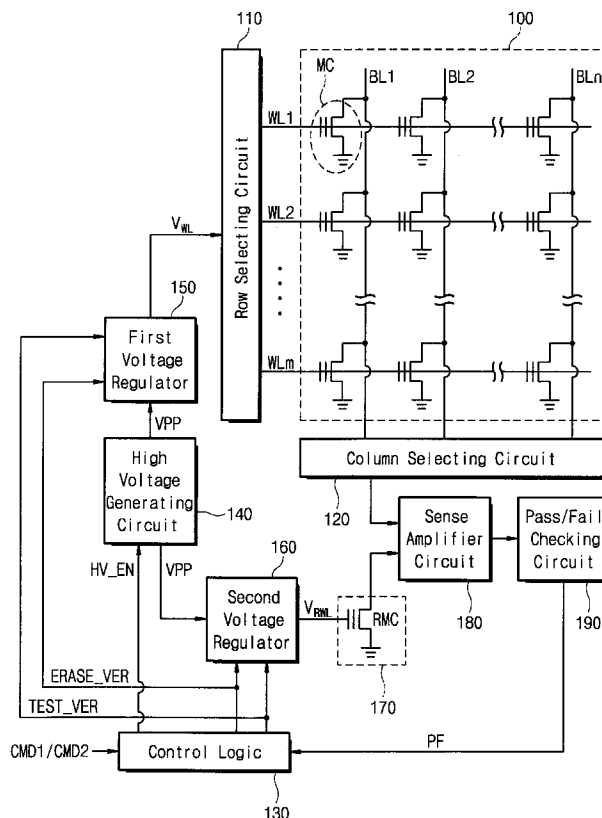 110
100
MC
BL1
BL2
BLn
WL1
WL2
WLm
Row Selecting Circuit
VWL
150
First
Voltage
Regulator
VPP
High
Voltage
Generating
Circuit
140
HV_EN
VPP
Column Selecting Circuit
120
Sense
Amplifier
Circuit
180
Pass/Fail
Checking
Circuit
190
160
Second
Voltage
Regulator
VRWL
RMC
170
ERASE_VER
TEST_VER
CMD1/CMD2
Control Logic
130
PF